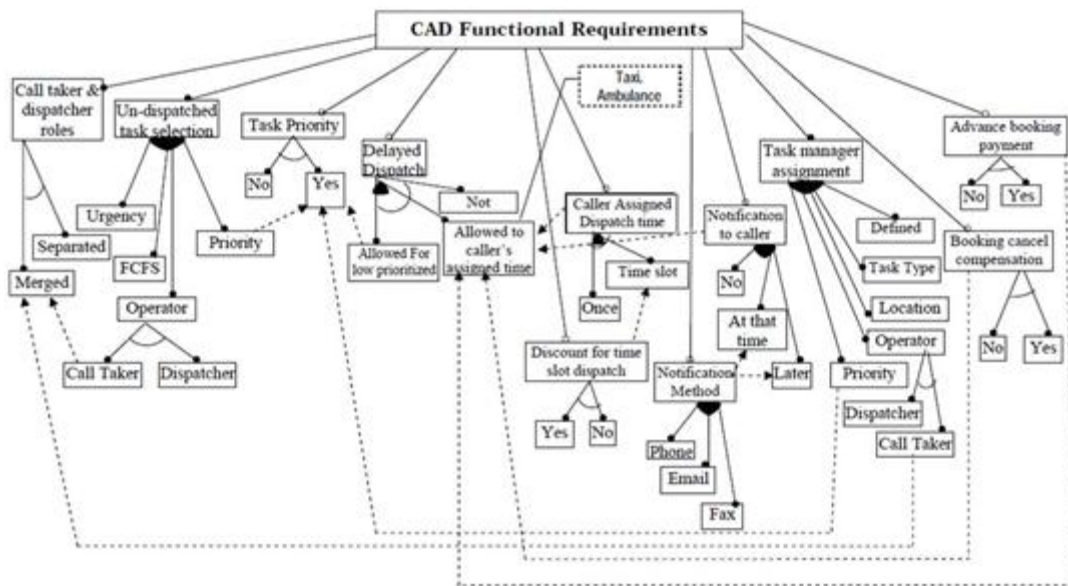 CAD Functional Requirements
Call taker &
dispatcher
roles
Un-dispatched
task selection
Task Priority
Delayed
Dispatch
Taxi,
Ambulance
Caller Assigned
Dispatch time
Notification
to caller
Task manager
assignment
Advance booking
payment
Booking cancel
compensation
Merged
Separated
Urgency
FCFS
Operator
Priority
Call Taker
Dispatcher
No
Yes
Allowed For
low prioritized
Allowed to
caller's
assigned time
Not
Once
Time slot
Discount for time
slot dispatch
Yes
No
No
At that
time
Later
Notification
Method
Phone
Email
Fax
Defined
Task Type
Location
Operator
Priority
Dispatcher
Call Taker
No
Yes
No
Yes